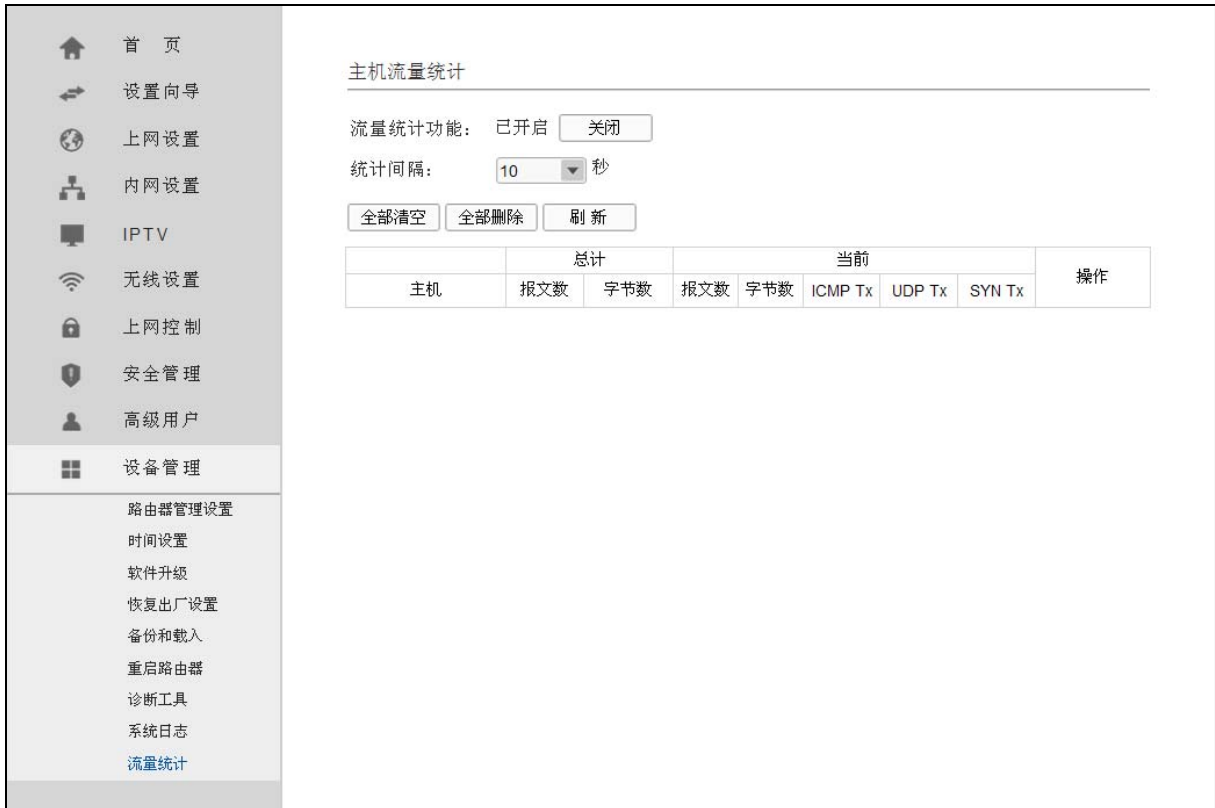 首 页
设置向导
上网设置
内网设置
IPTV
无线设置
上网控制
安全管理
高级用户
设备管理
路由器管理设置
时间设置
软件升级
恢复出厂设置
备份和载入
重启路由器
诊断工具
系统日志
流量统计
主机流量统计
流量统计功能： 已开启 关闭
统计间隔： 10 秒
全部清空 全部删除 刷 新
总计 当前 操作
主机 报文数 字节数 报文数 字节数 ICMP Tx UDP Tx SYN Tx